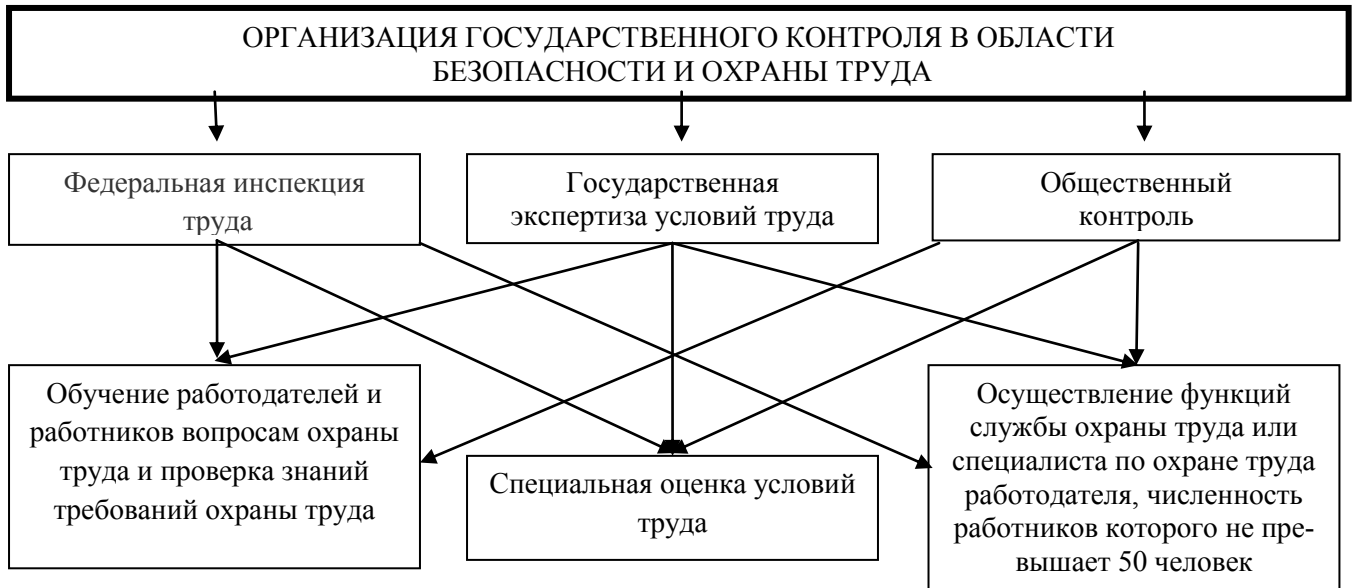 ОРГАНИЗАЦИЯ ГОСУДАРСТВЕННОГО КОНТРОЛЯ В ОБЛАСТИ
БЕЗОПАСНОСТИ И ОХРАНЫ ТРУДА
Федеральная инспекция
труда
Государственная
экспертиза условий труда
Общественный
контроль
Обучение работодателей и
работников вопросам охраны
труда и проверка знаний
требований охраны труда
Специальная оценка условий
труда
Осуществление функций
службы охраны труда или
специалиста по охране труда
работодателя, численность
работников которого не пре-
вышает 50 человек